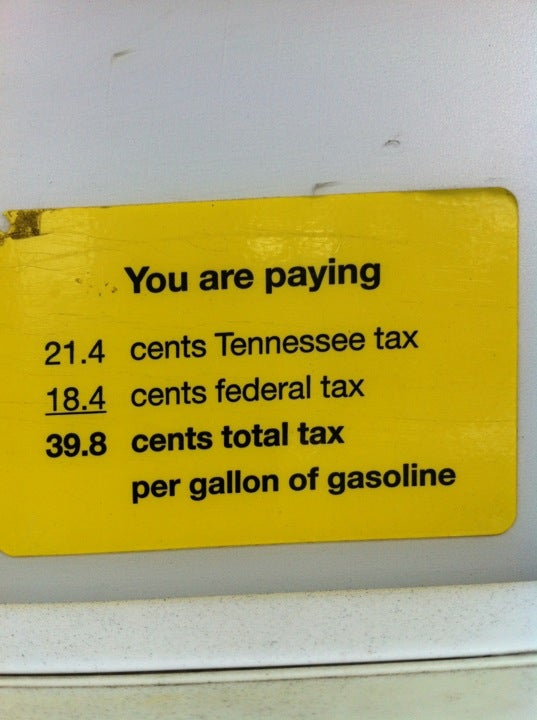 You are paying
21.4 cents Tennessee tax
18.4 cents federal tax
39.8 cents total tax
per gallon of gasoline